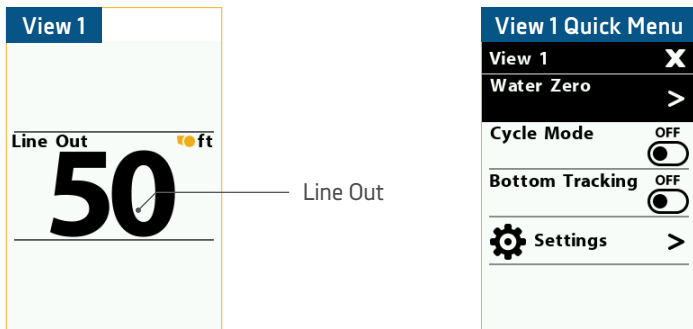 View 1
Line Out ft
50
Line Out
View 1 Quick Menu
View 1 X
Water Zero
>
Cycle Mode OFF
Bottom Tracking OFF
Settings >